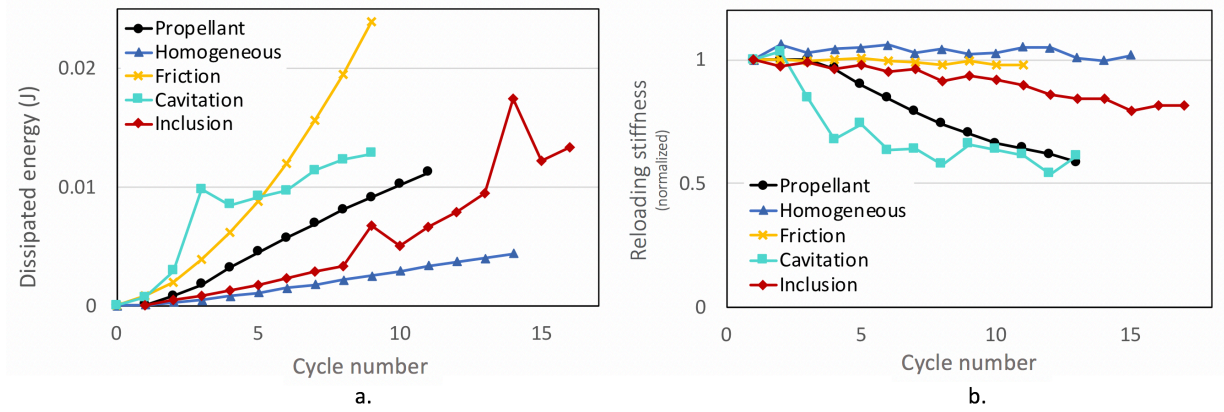 Dissipated energy (J)
0.02
0.01
0
Propellant
Homogeneous
Friction
Cavitation
Inclusion
0 5 10 15
Cycle number
a.
Reloading stiffness
(normalized)
1
0.5
0
Propellant
Homogeneous
Friction
Cavitation
Inclusion
0 5 10 15
Cycle number
b.